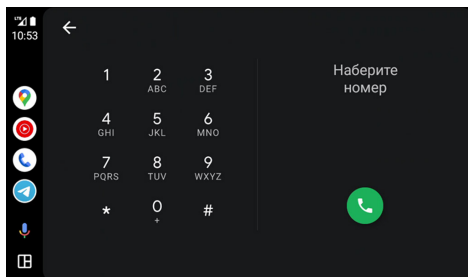 LTE
10:53
1 2 3
ABC DEF
4 5 6
GHI JKL MNO
7 8 9
PQRS TUV WXYZ
* 0 #
+
Наберите
номер